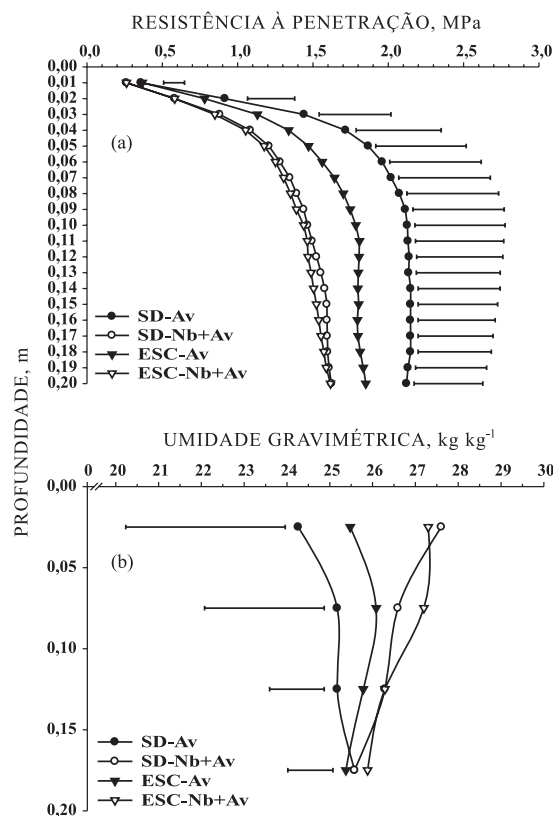 RESISTÊNCIA À PENETRAÇÃO, MPa
0,0 0,5 1,0 1,5 2,0 2,5 3,0
0,00
0,01
0,02
0,03
0,04
0,05
0,06
0,07
0,08
0,09
0,10
0,11
0,12
0,13
0,14
0,15
0,16
0,17
0,18
0,19
0,20
(a)
SD-Av
SD-Nb+Av
ESC-Av
ESC-Nb+Av
PROFUNDIDADE, m
UMIDADE GRAVIMÉTRICA, kg kg-1
0 20 22 24 25 26 27 28 29 30
0,00
0,05
0,10
0,15
0,20
(b)
SD-Av
SD-Nb+Av
ESC-Av
ESC-Nb+Av